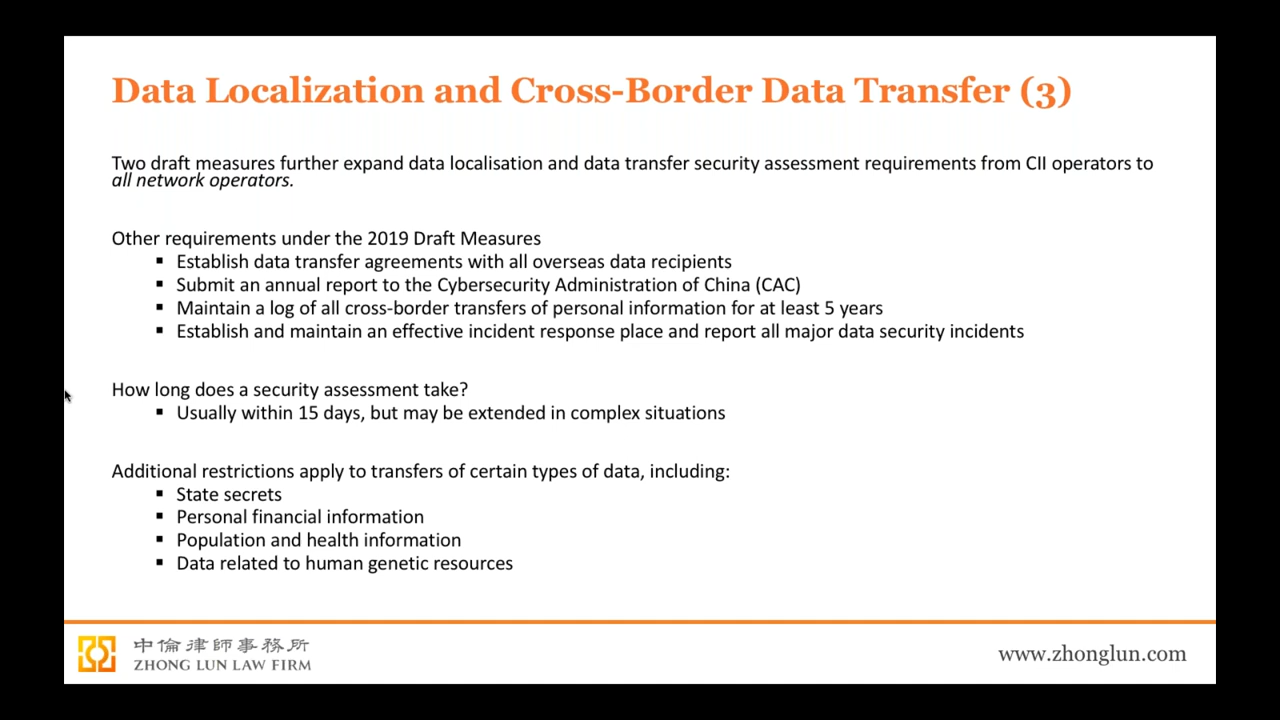 Data Localization and Cross-Border Data Transfer (3)
Two draft measures further expand data localisation and data transfer security assessment requirements from CII operators to
all network operators.
Other requirements under the 2019 Draft Measures
▪ Establish data transfer agreements with all overseas data recipients
▪ Submit an annual report to the Cybersecurity Administration of China (CAC)
▪ Maintain a log of all cross-border transfers of personal information for at least 5 years
▪ Establish and maintain an effective incident response place and report all major data security incidents
How long does a security assessment take?
▪ Usually within 15 days, but may be extended in complex situations
Additional restrictions apply to transfers of certain types of data, including:
▪ State secrets
▪ Personal financial information
▪ Population and health information
▪ Data related to human genetic resources
中倫律師事務所
ZHONG LUN LAW FIRM
www.zhonglun.com